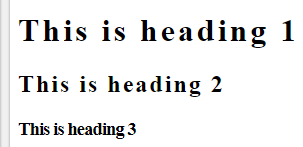 This is heading 1
This is heading 2
This is heading 3